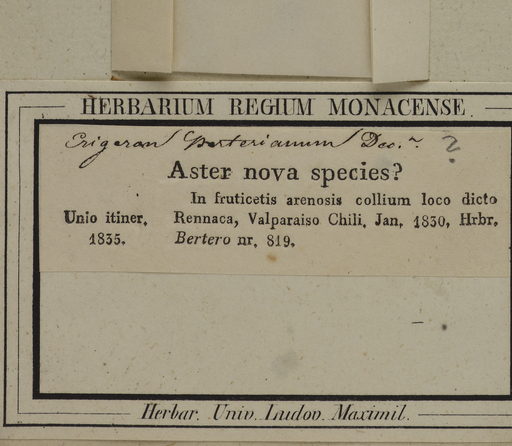 HERBARIUM REGIUM MONACENSE
Erigeron Berterianum Dec.n ?
Aster nova species?
In fruticetis arenosis collium loco dicto
Unio itiner. Rennaca, Valparaiso Chili, Jan, 1830, Hrbr.
1835. Bertero nr. 819.
Herbar. Univ. Ludov. Maximil.